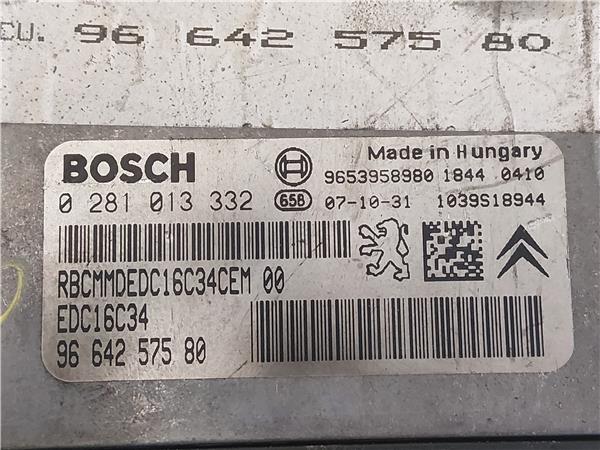 CU. 96 642 575 80
BOSCH
Made in Hungary
9653958980 1844 0410
0 281 013 332 658 07-10-31 1039S18944
RBCMMDEDC16C34CEM 00
EDC16C34
96 642 575 80